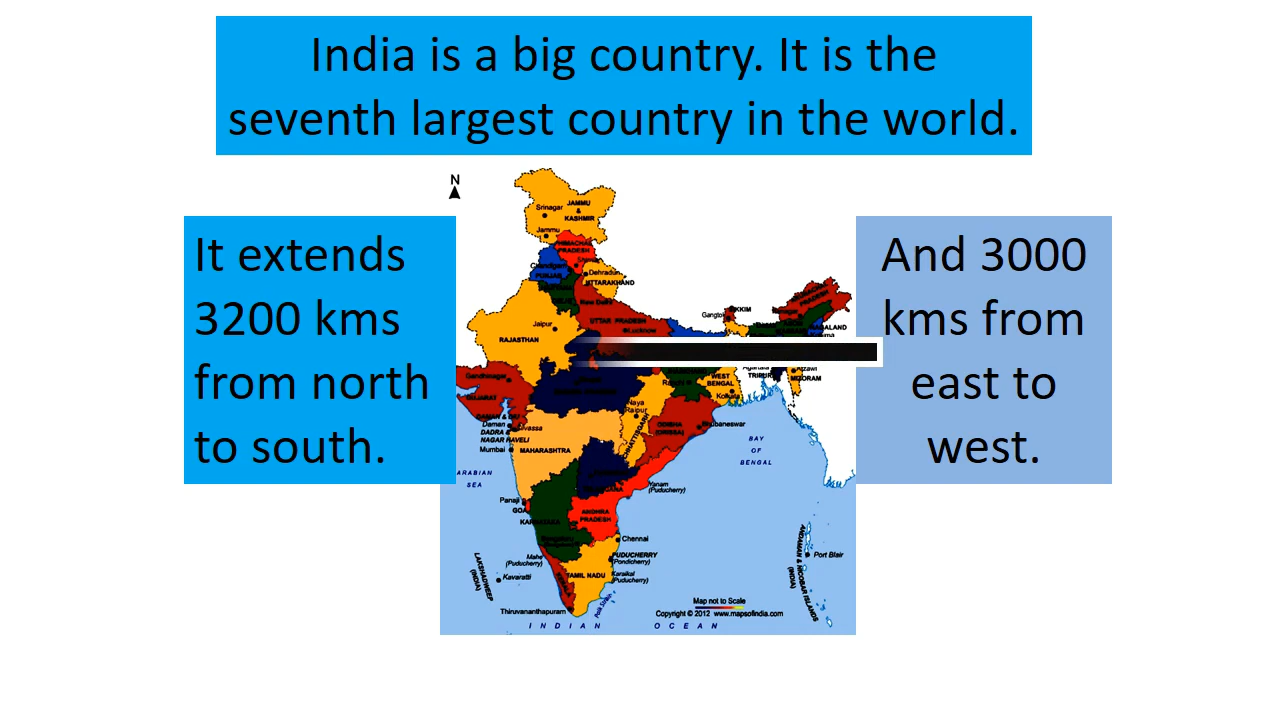 India is a big country. It is the
seventh largest country in the world.
It extends
3200 kms
from north
to south.
And 3000
kms from
east to
west.
N
Srinagar
JAMMU
&
KASHMIR
Jammu
HIMACHAL
PRADESH
Dehradun
UTTARAKHAND
PUNJAB
New Delhi
Jaipur
RAJASTHAN
UTTAR PRADESH
Lucknow
Gangtok
NAGALAND
Gandhinagar
GUJARAT
Ranchi
WEST
BENGAL
Kolkata
TRIPURA
MIZORAM
DAMAN & DIU
Daman
DADRA &
NAGAR HAVELI
Silvassa
Mumbai
MAHARASHTRA
Naya
Raipur
CHHATTISGARH
ODISHA
(ORISSA)
Bhubaneswar
BAY
OF
BENGAL
ARABIAN
SEA
Yanam
(Puducherry)
Panaji
GOA
KARNATAKA
ANDHRA
PRADESH
Chennai
PUDUCHERRY
(Pondicherry)
Mahe
(Puducherry)
Karaikal
(Puducherry)
TAMIL NADU
LAKSHADWEEP
(INDIA)
Kavaratti
Thiruvananthapuram
ANDAMAN & NICOBAR ISLANDS
(INDIA)
Port Blair
Map not to Scale
Copyright © 2012 www.mapsofindia.com
INDIAN OCEAN